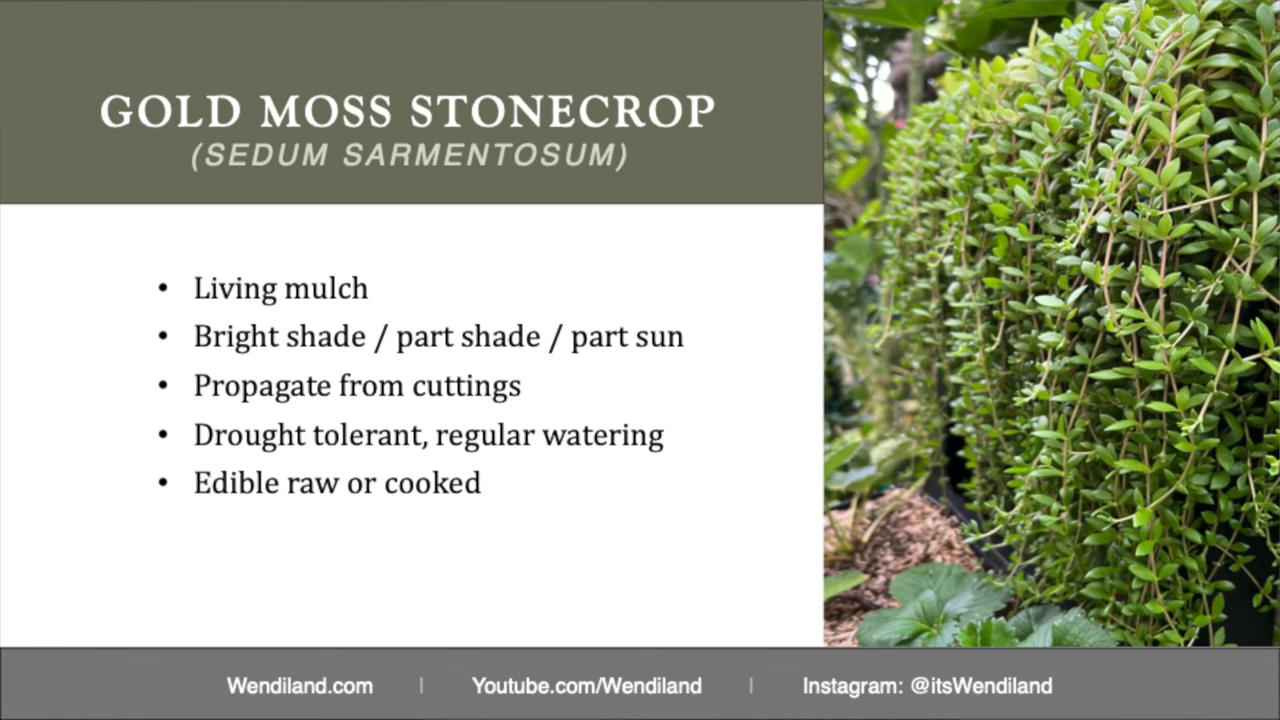 GOLD MOSS STONECROP
(SEDUM SARMENTOSUM)
• Living mulch
• Bright shade / part shade / part sun
• Propagate from cuttings
• Drought tolerant, regular watering
• Edible raw or cooked
Wendiland.com | Youtube.com/Wendiland | Instagram: @itsWendiland